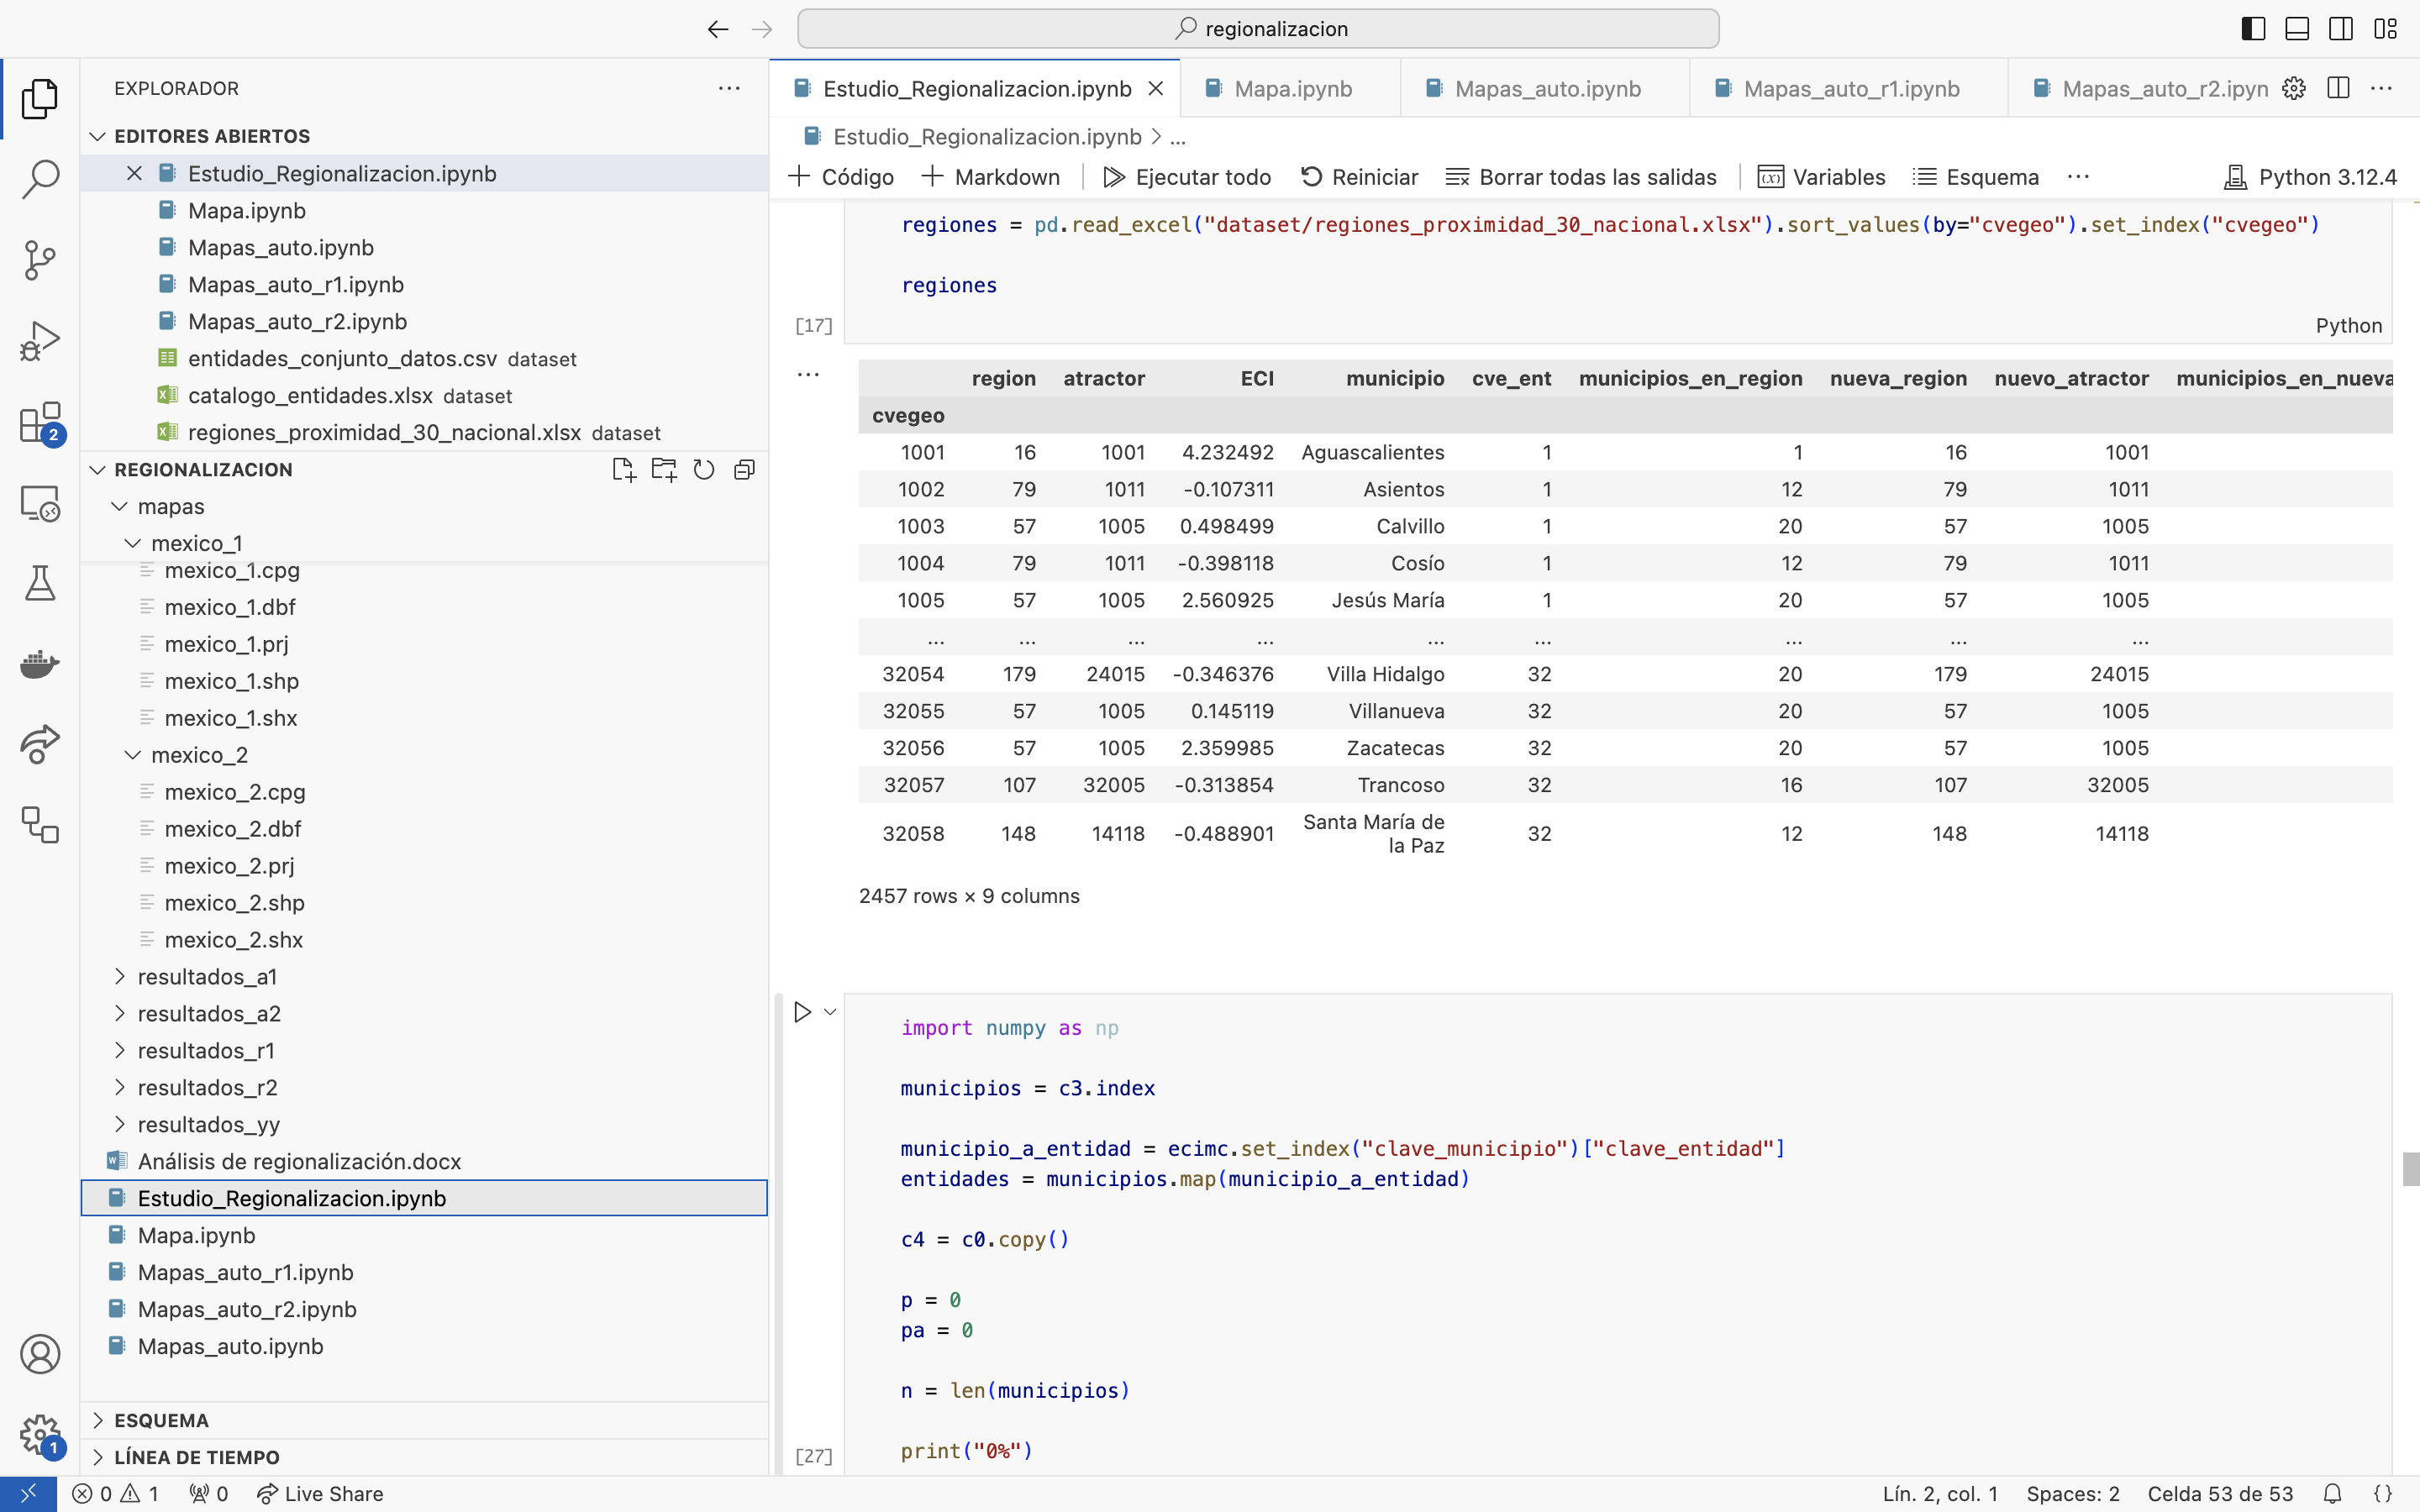 regionalizacion
EXPLORADOR
EDITORES ABIERTOS
Estudio_Regionalizacion.ipynb
Mapa.ipynb
Mapas_auto.ipynb
Mapas_auto_r1.ipynb
Mapas_auto_r2.ipynb
entidades_conjunto_datos.csv dataset
catalogo_entidades.xlsx dataset
regiones_proximidad_30_nacional.xlsx dataset
REGIONALIZACION
mapas
mexico_1
mexico_1.cpg
mexico_1.dbf
mexico_1.prj
mexico_1.shp
mexico_1.shx
mexico_2
mexico_2.cpg
mexico_2.dbf
mexico_2.prj
mexico_2.shp
mexico_2.shx
resultados_a1
resultados_a2
resultados_r1
resultados_r2
resultados_yy
Análisis de regionalización.docx
Estudio_Regionalizacion.ipynb
Mapa.ipynb
Mapas_auto_r1.ipynb
Mapas_auto_r2.ipynb
Mapas_auto.ipynb
ESQUEMA
LÍNEA DE TIEMPO
2
1
Estudio_Regionalizacion.ipynb Mapa.ipynb Mapas_auto.ipynb Mapas_auto_r1.ipynb Mapas_auto_r2.ipyn
Estudio_Regionalizacion.ipynb > ...
Código Markdown Ejecutar todo Reiniciar Borrar todas las salidas Variables Esquema ... Python 3.12.4
regiones = pd.read_excel("dataset/regiones_proximidad_30_nacional.xlsx").sort_values(by="cvegeo").set_index("cvegeo")
regiones
[17] Python
... region atractor ECI municipio cve_ent municipios_en_region nueva_region nuevo_atractor municipios_en_nueva
cvegeo
1001 16 1001 4.232492 Aguascalientes 1 1 16 1001
1002 79 1011 -0.107311 Asientos 1 12 79 1011
1003 57 1005 0.498499 Calvillo 1 20 57 1005
1004 79 1011 -0.398118 Cosío 1 12 79 1011
1005 57 1005 2.560925 Jesús María 1 20 57 1005
... ... ... ... ... ... ... ... ...
32054 179 24015 -0.346376 Villa Hidalgo 32 20 179 24015
32055 57 1005 0.145119 Villanueva 32 20 57 1005
32056 57 1005 2.359985 Zacatecas 32 20 57 1005
32057 107 32005 -0.313854 Trancoso 32 16 107 32005
32058 148 14118 -0.488901 Santa María de la Paz 32 12 148 14118
2457 rows × 9 columns
import numpy as np
municipios = c3.index
municipio_a_entidad = ecimc.set_index("clave_municipio")["clave_entidad"]
entidades = municipios.map(municipio_a_entidad)
c4 = c0.copy()
p = 0
pa = 0
n = len(municipios)
print("0%")
[27]
0 1 0 Live Share Lín. 2, col. 1 Spaces: 2 Celda 53 de 53 {}